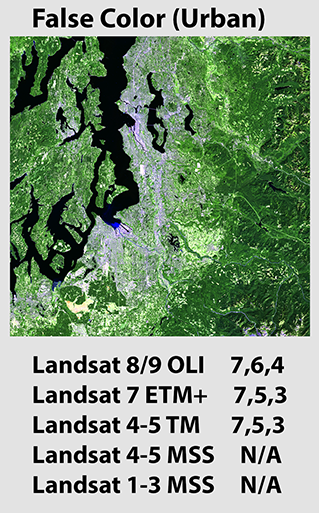 False Color (Urban)
Landsat 8/9 OLI 7,6,4
Landsat 7 ETM+ 7,5,3
Landsat 4-5 TM 7,5,3
Landsat 4-5 MSS N/A
Landsat 1-3 MSS N/A